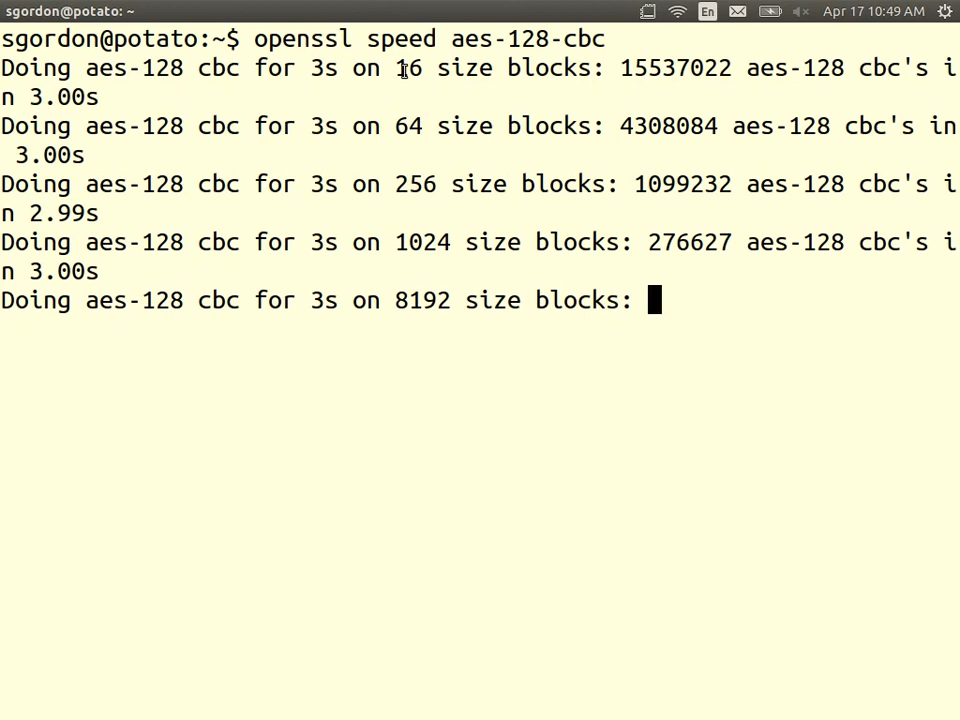 sgordon@potato: ~
En
Apr 17 10:49 AM
sgordon@potato:~$ openssl speed aes-128-cbc
Doing aes-128 cbc for 3s on 16 size blocks: 15537022 aes-128 cbc's i
n 3.00s
Doing aes-128 cbc for 3s on 64 size blocks: 4308084 aes-128 cbc's in
 3.00s
Doing aes-128 cbc for 3s on 256 size blocks: 1099232 aes-128 cbc's i
n 2.99s
Doing aes-128 cbc for 3s on 1024 size blocks: 276627 aes-128 cbc's i
n 3.00s
Doing aes-128 cbc for 3s on 8192 size blocks: